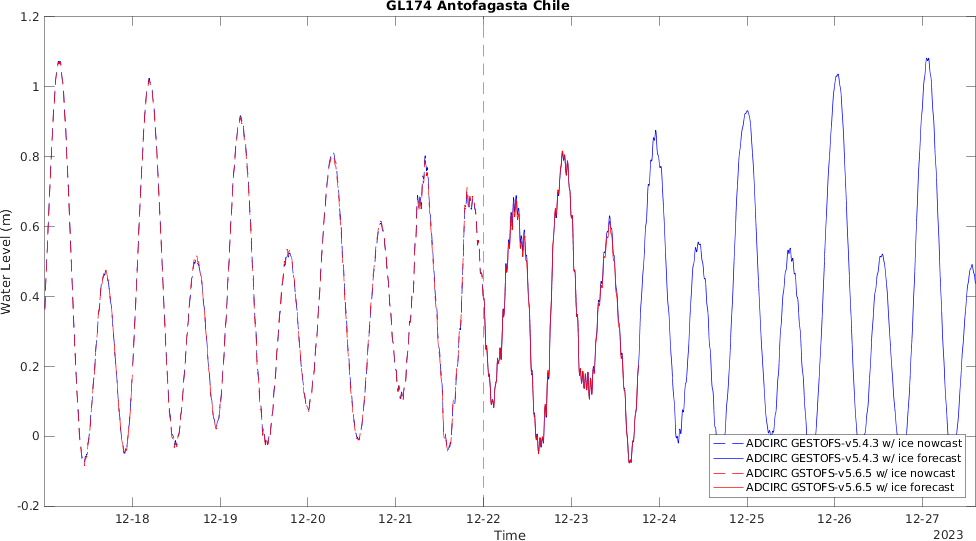 GL174 Antofagasta Chile
1.2
1
0.8
0.6
0.4
0.2
0
-0.2
Water Level (m)
12-18
12-19
12-20
12-21
12-22
12-23
12-24
12-25
12-26
12-27
Time
2023
ADCIRC GESTOFS-v5.4.3 w/ ice nowcast
ADCIRC GESTOFS-v5.4.3 w/ ice forecast
ADCIRC GSTOFS-v5.6.5 w/ ice nowcast
ADCIRC GSTOFS-v5.6.5 w/ ice forecast